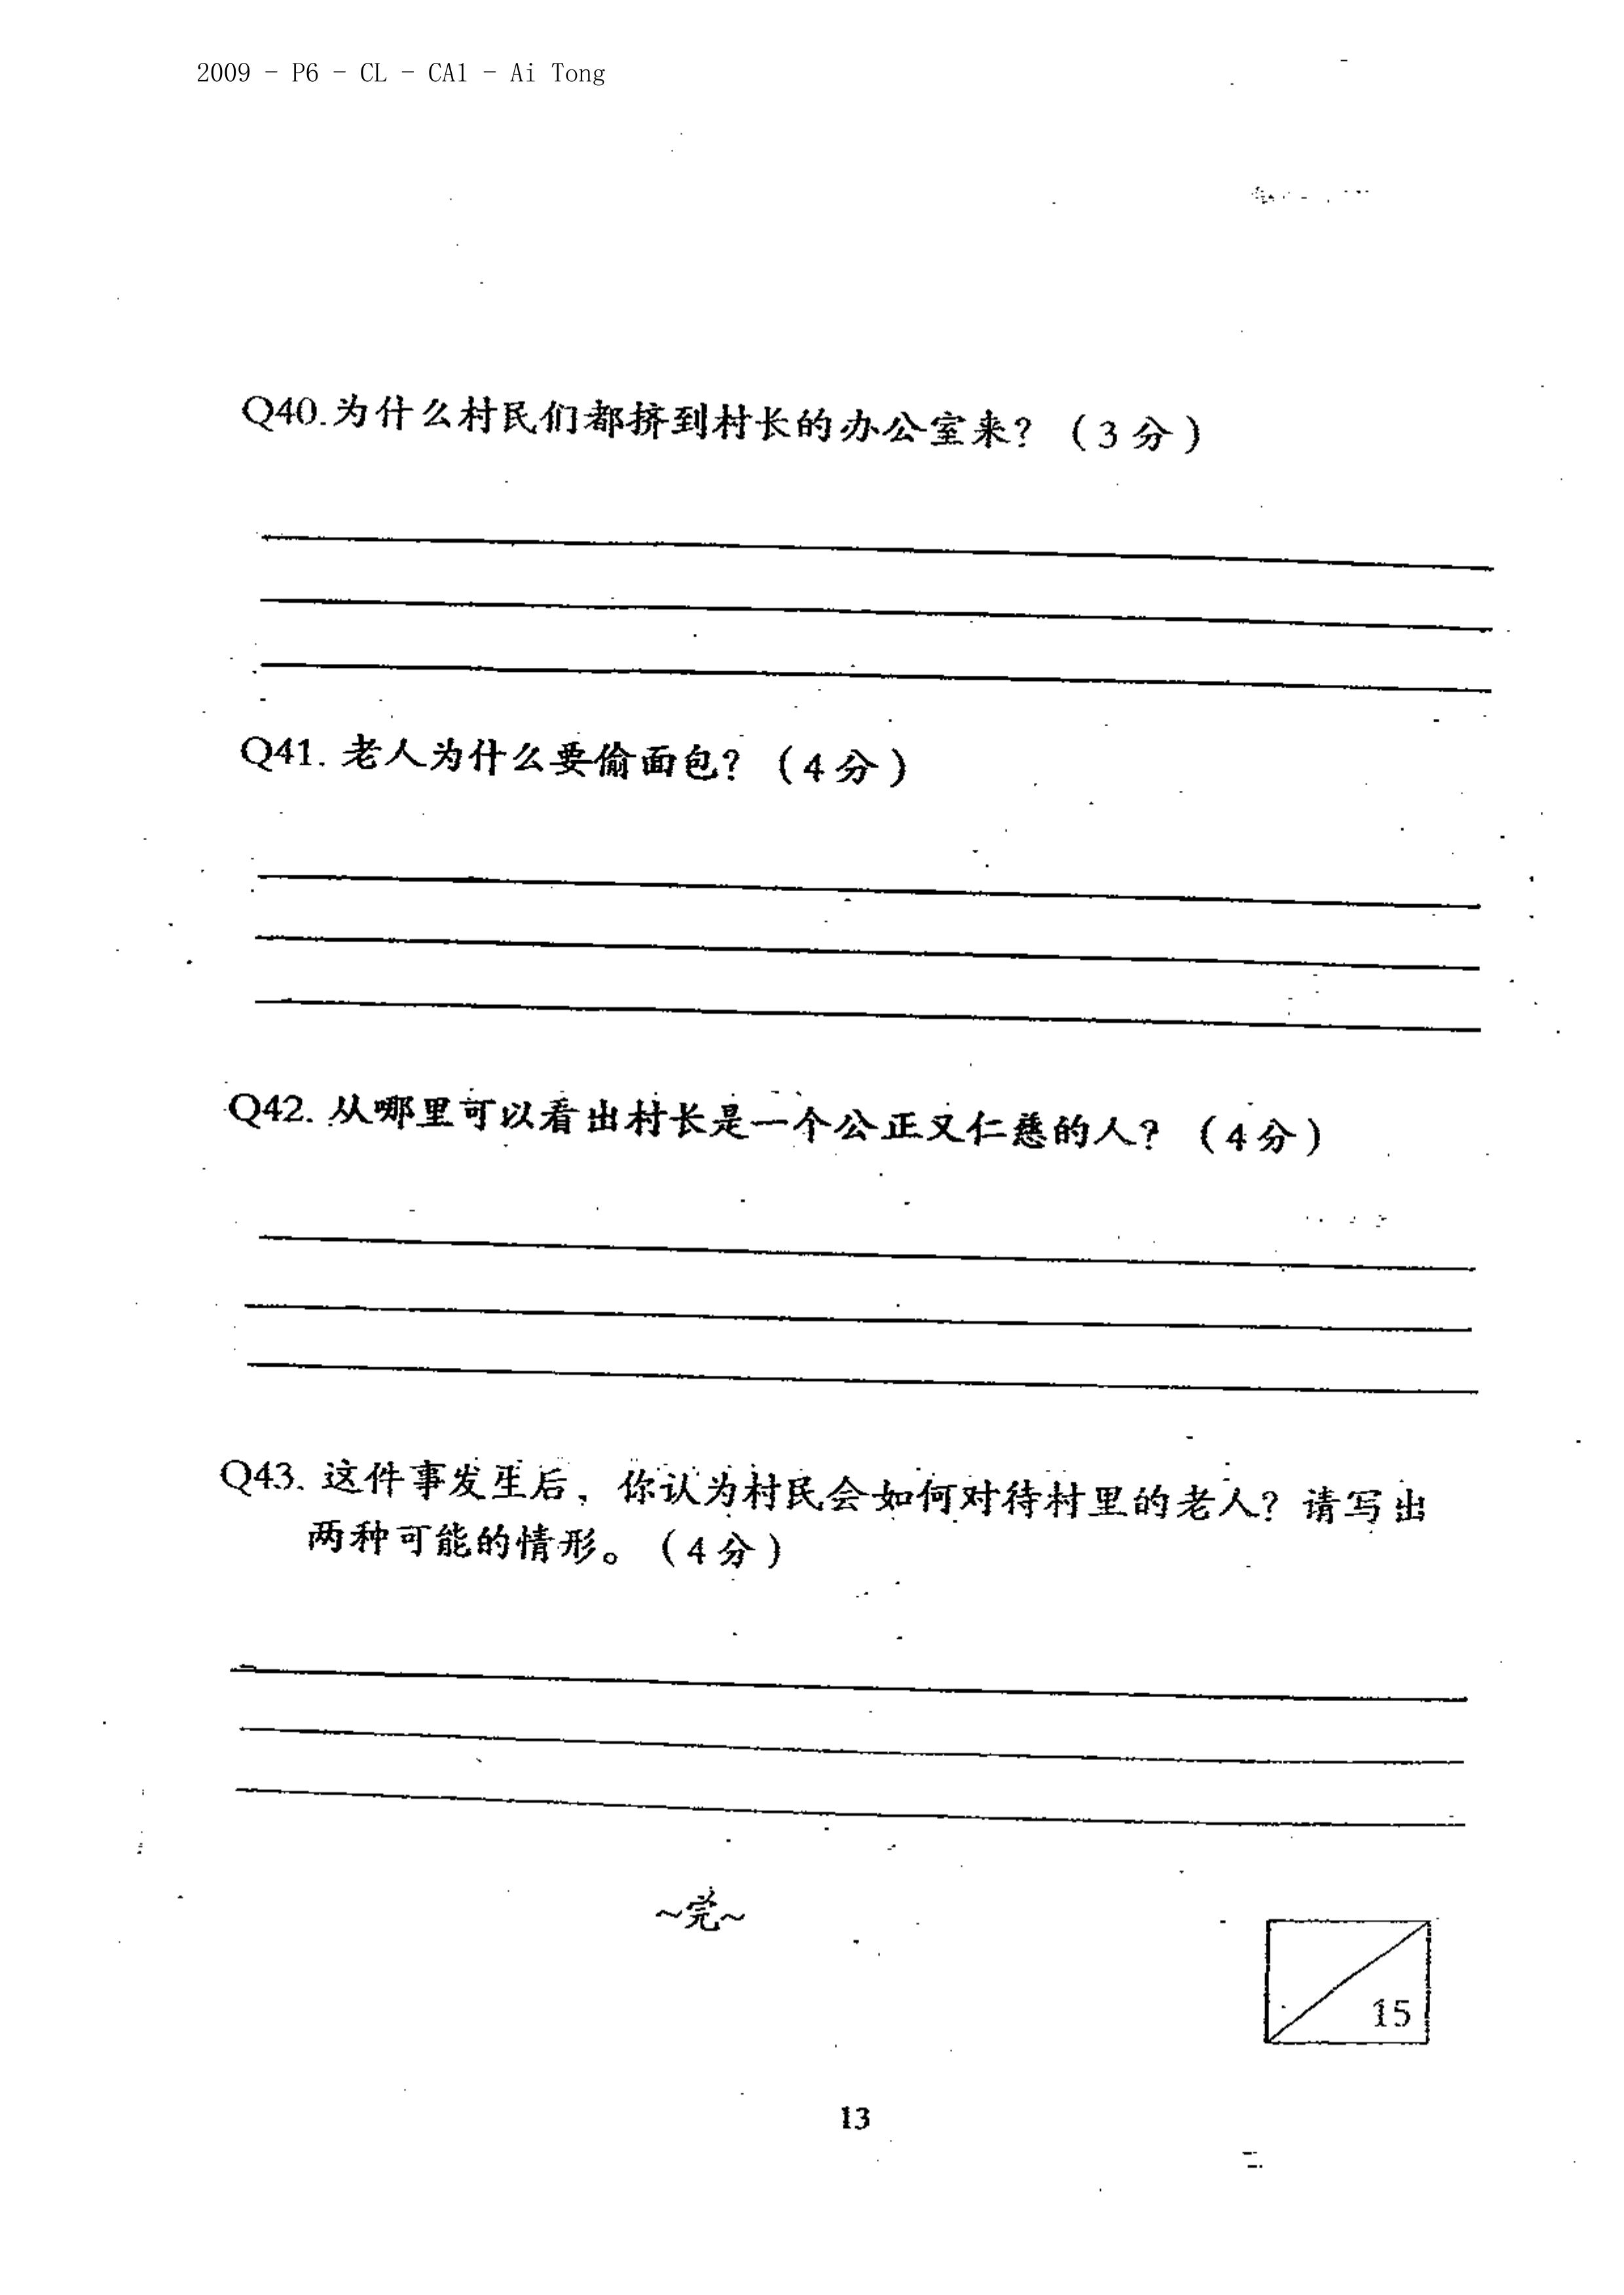 2009 - P6 - CL - CA1 - Ai Tong
Q40.为什么村民们都挤到村长的办公室来？（3分）
Q41. 老人为什么要偷面包？（4分）
Q42. 从哪里可以看出村长是一个公正又仁慈的人？（4分）
Q43. 这件事发生后，你认为村民会如何对待村里的老人？请写出
两种可能的情形。（4分）
~完~
15
13